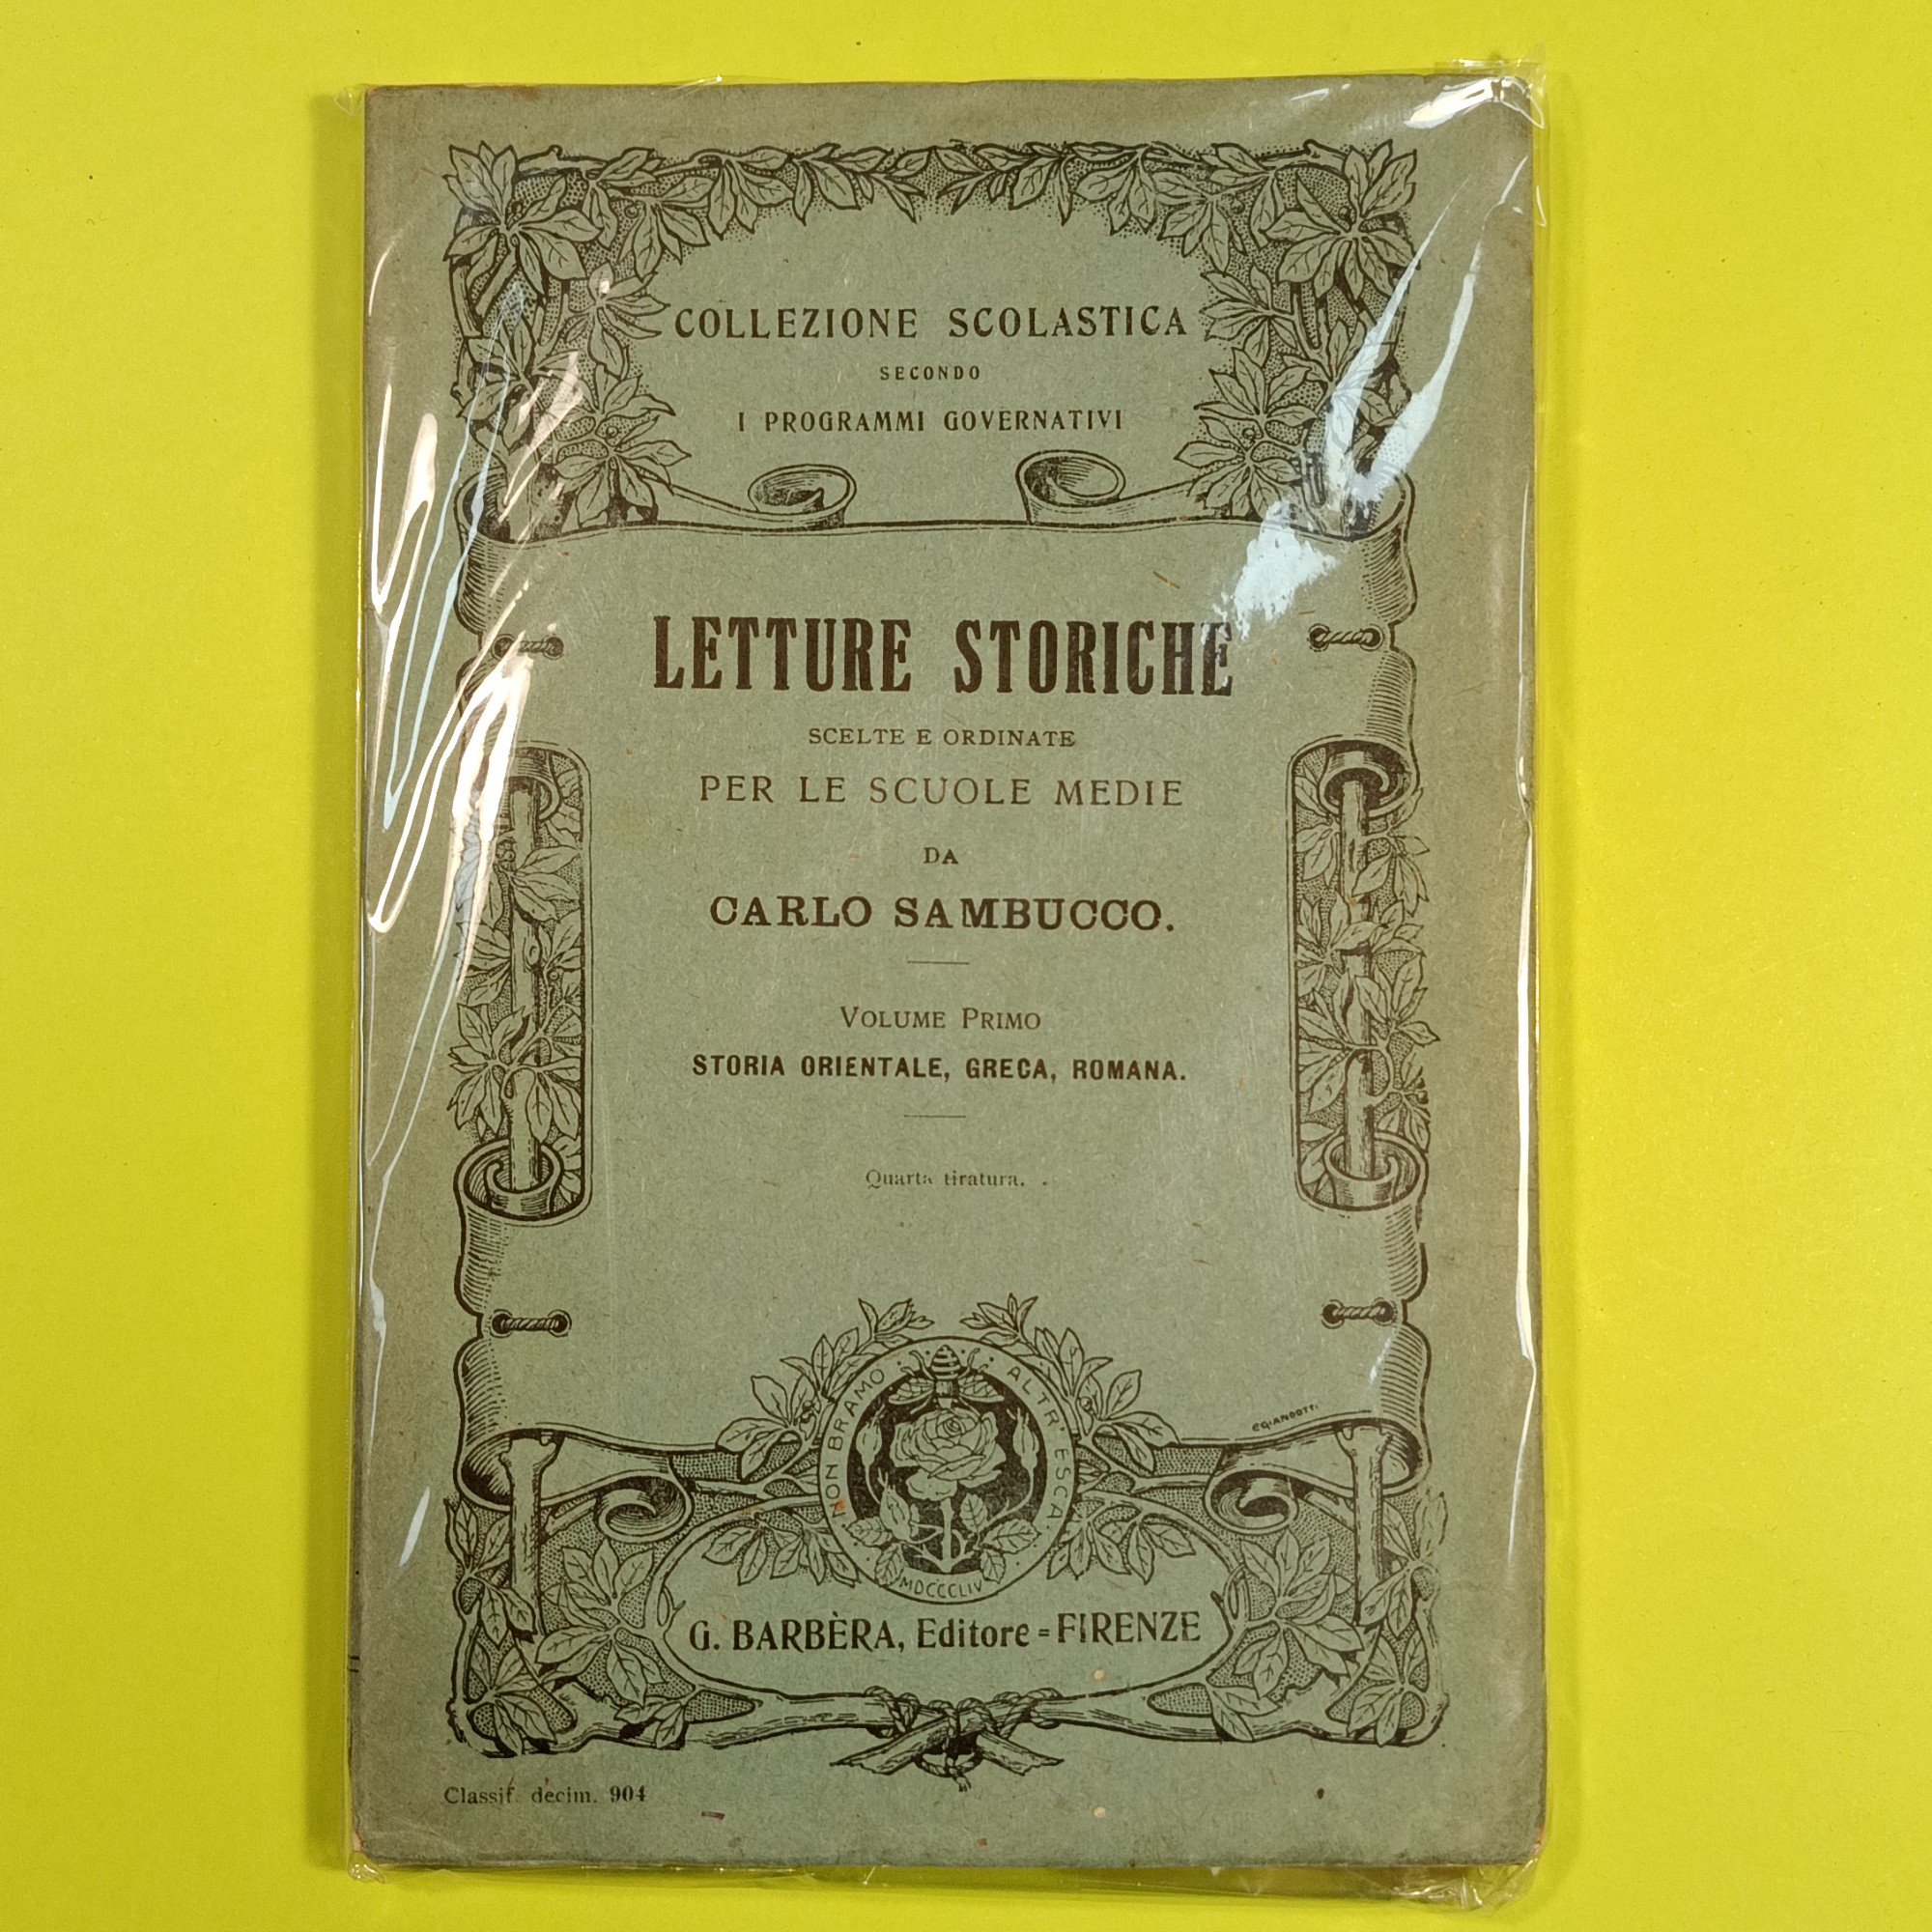 COLLEZIONE SCOLASTICA
SECONDO
I PROGRAMMI GOVERNATIVI
LETTURE STORICHE
SCELTE E ORDINATE
PER LE SCUOLE MEDIE
DA
CARLO SAMBUCCO.
VOLUME PRIMO
STORIA ORIENTALE, GRECA, ROMANA.
Quarta tiratura.
NON BRAMO ALTR' ESCA
MDCCCLIV
G. BARBÈRA, Editore = FIRENZE
Classif. decim. 904